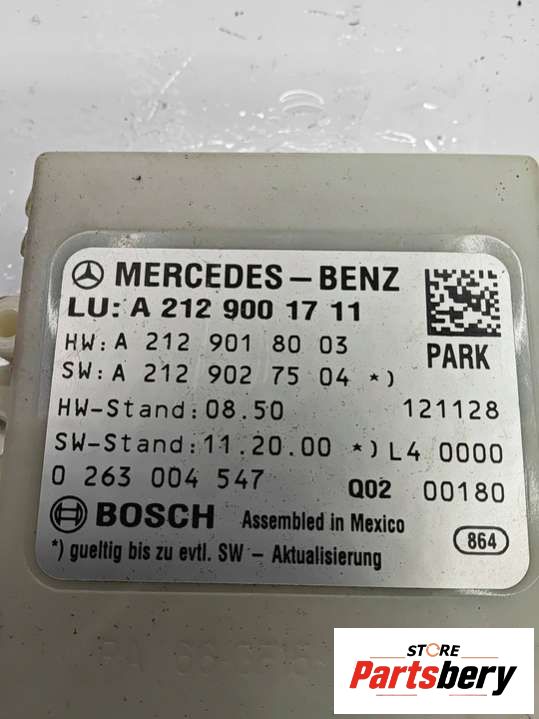 MERCEDES-BENZ
LU: A 212 900 17 11
HW: A 212 901 80 03
PARK
SW: A 212 902 75 04 *)
HW-Stand: 08.50 121128
SW-Stand: 11.20.00 *) L4 0000
0 263 004 547 Q02 00180
BOSCH Assembled in Mexico 864
*) gueltig bis zu evtl. SW - Aktualisierung
STORE
Partsbery